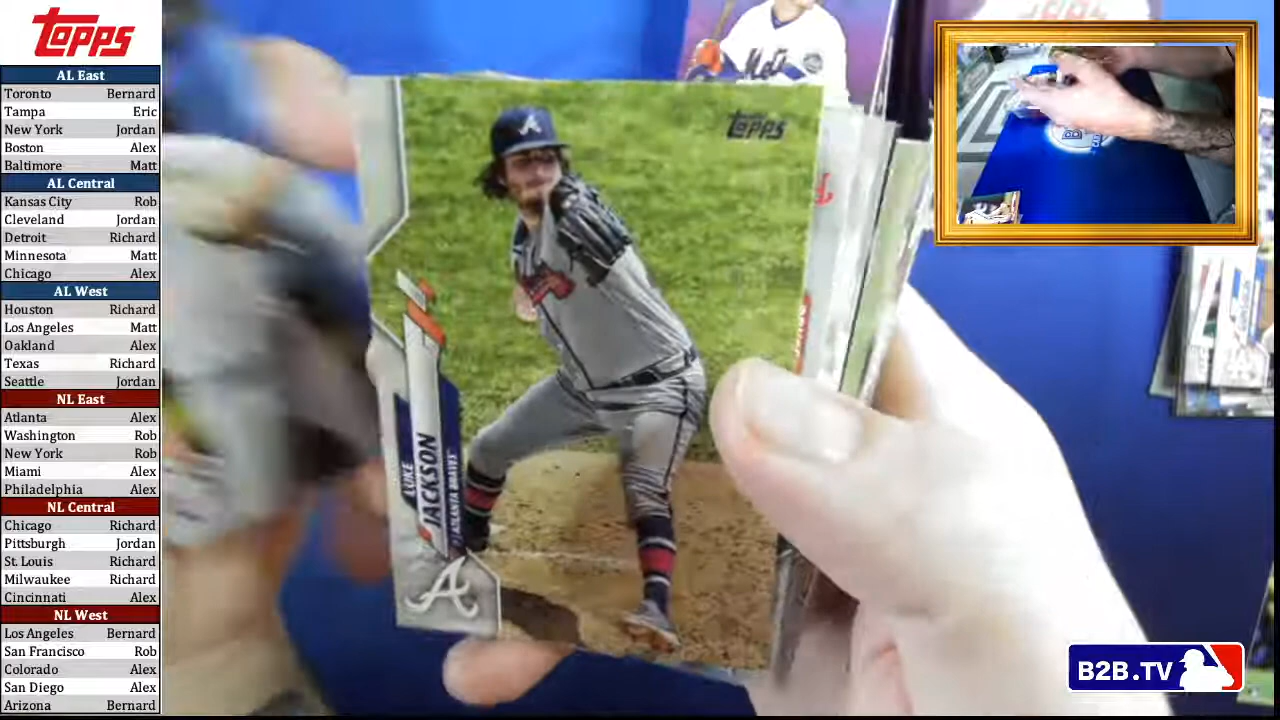 Topps
AL East
Toronto Bernard
Tampa Eric
New York Jordan
Boston Alex
Baltimore Matt
AL Central
Kansas City Rob
Cleveland Jordan
Detroit Richard
Minnesota Matt
Chicago Alex
AL West
Houston Richard
Los Angeles Matt
Oakland Alex
Texas Richard
Seattle Jordan
NL East
Atlanta Alex
Washington Rob
New York Rob
Miami Alex
Philadelphia Alex
NL Central
Chicago Richard
Pittsburgh Jordan
St. Louis Richard
Milwaukee Richard
Cincinnati Alex
NL West
Los Angeles Bernard
San Francisco Rob
Colorado Alex
San Diego Alex
Arizona Bernard
Mets
Topps
A
LUKE
JACKSON
ATLANTA BRAVES
A
B2B.TV